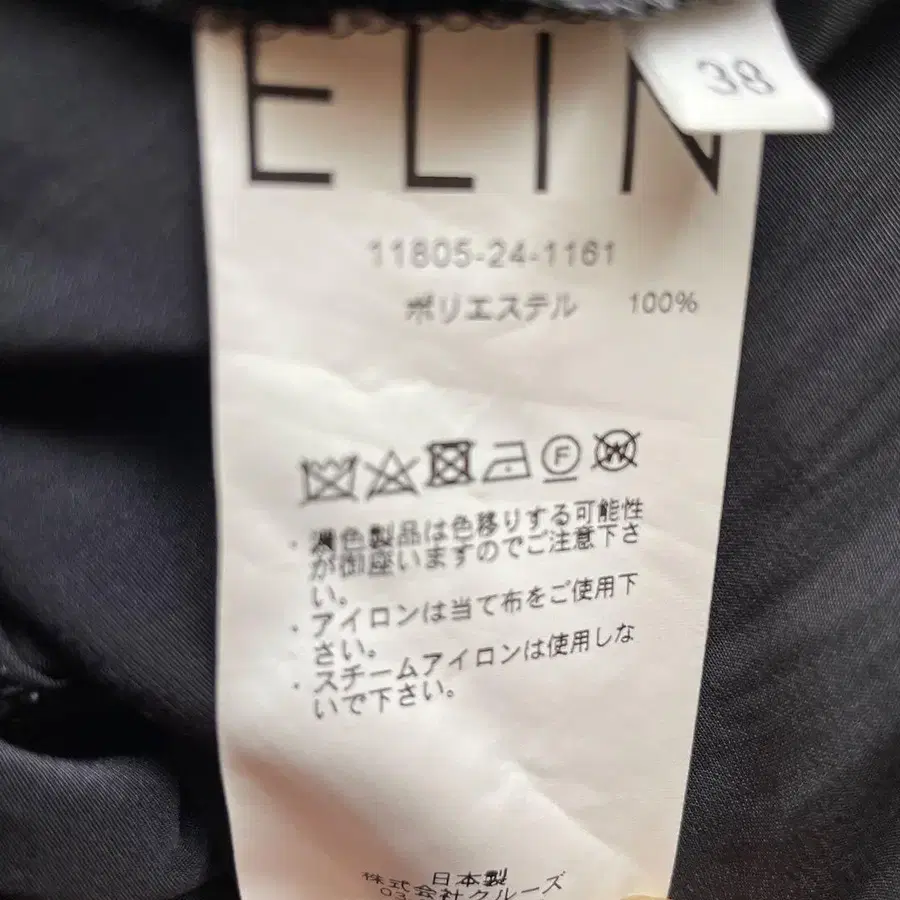 ELIN
38
11805-24-1161
ポリエステル 100%
W
・濃色製品は色移りする可能性
が御座いますのでご注意下さ
い。
・アイロンは当て布をご使用下
さい。
・スチームアイロンは使用しな
いで下さい。
日本製
株式会社クルーズ
03